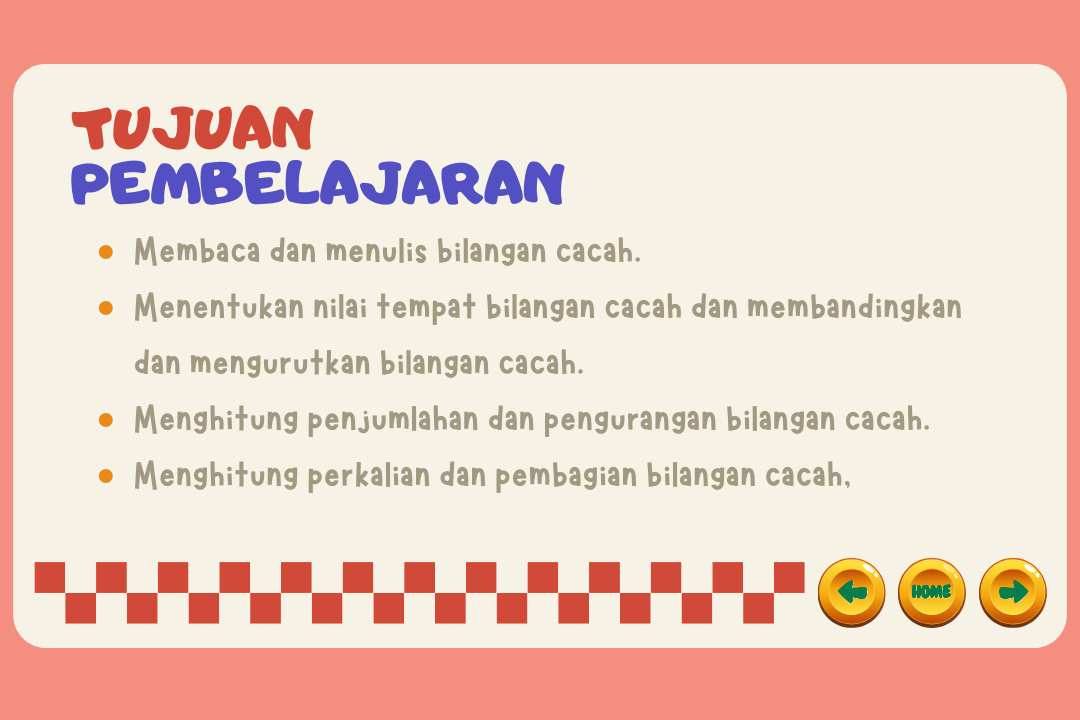 TUJUAN
PEMBELAJARAN
Membaca dan menulis bilangan cacah.
Menentukan nilai tempat bilangan cacah dan membandingkan
dan mengurutkan bilangan cacah.
Menghitung penjumlahan dan pengurangan bilangan cacah.
Menghitung perkalian dan pembagian bilangan cacah,
HOME